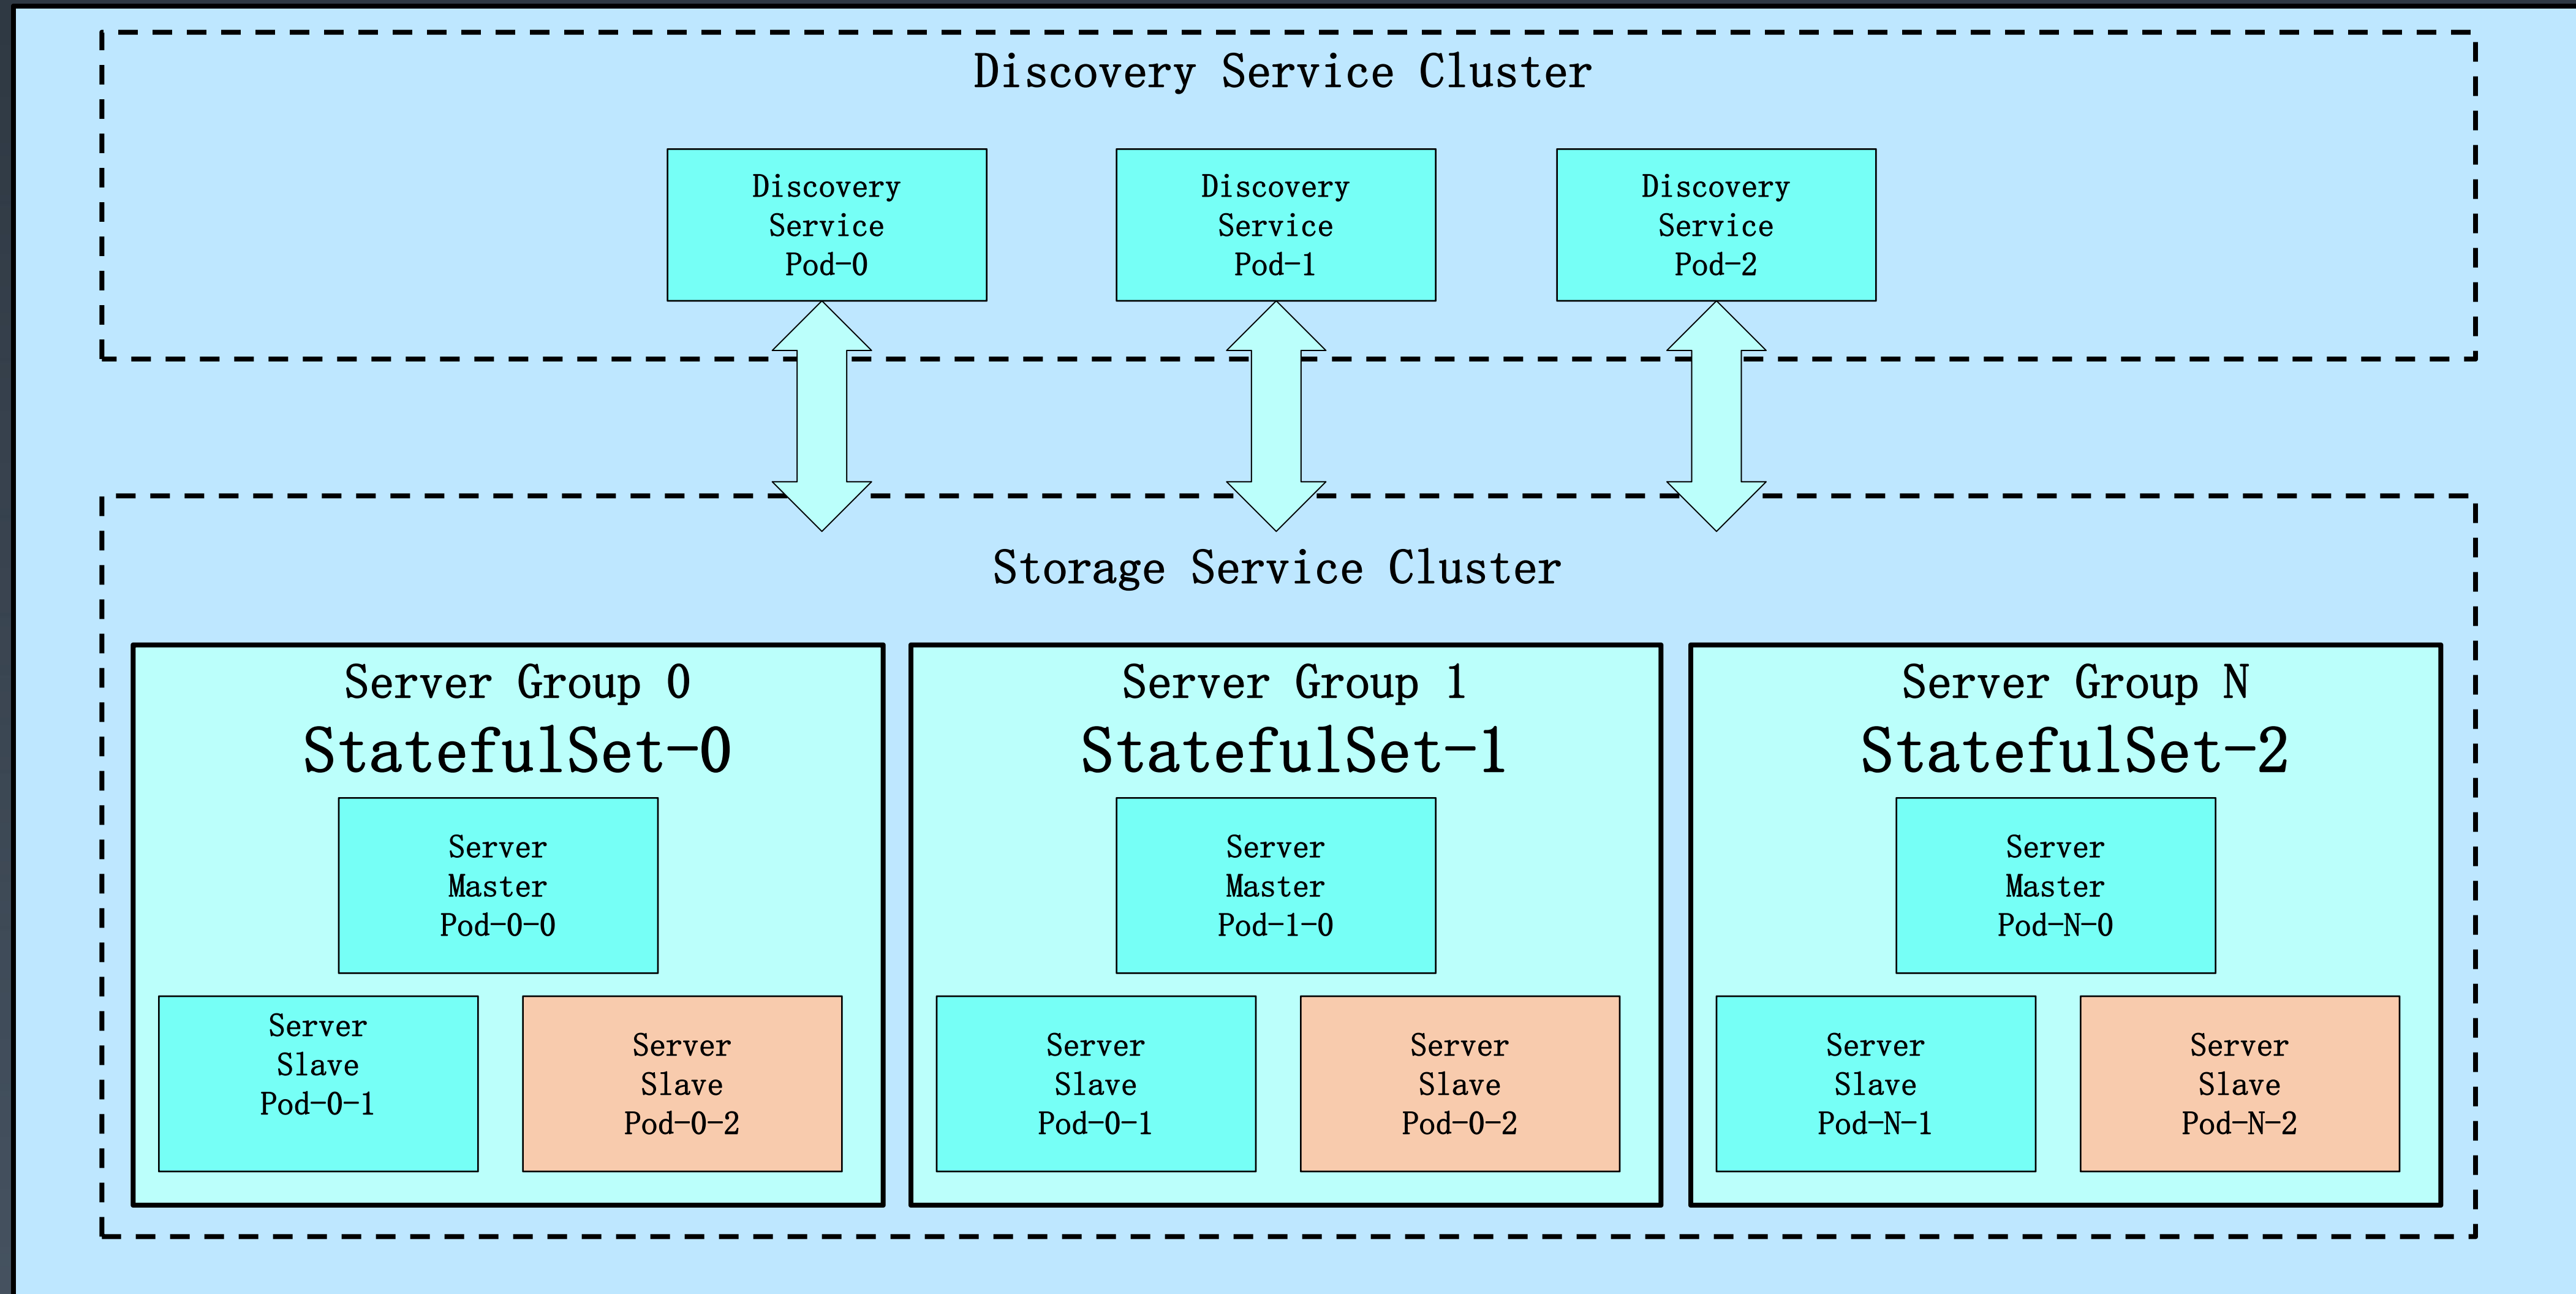 Discovery Service Cluster
Discovery
Service
Pod-0
Discovery
Service
Pod-1
Discovery
Service
Pod-2
Storage Service Cluster
Server Group 0
StatefulSet-0
Server
Master
Pod-0-0
Server
Slave
Pod-0-1
Server
Slave
Pod-0-2
Server Group 1
StatefulSet-1
Server
Master
Pod-1-0
Server
Slave
Pod-0-1
Server
Slave
Pod-0-2
Server Group N
StatefulSet-2
Server
Master
Pod-N-0
Server
Slave
Pod-N-1
Server
Slave
Pod-N-2